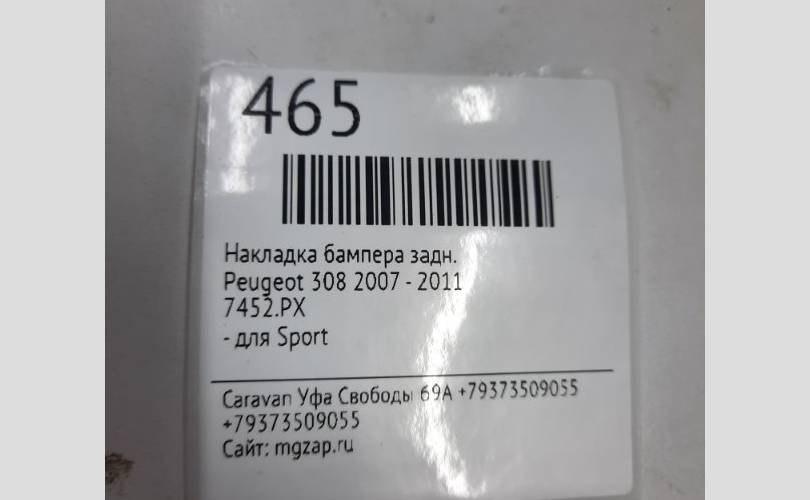 465
Накладка бампера задн.
Peugeot 308 2007 - 2011
7452.PX
- для Sport
Caravan Уфа Свободы 69А +79373509055
+79373509055
Сайт: mgzap.ru